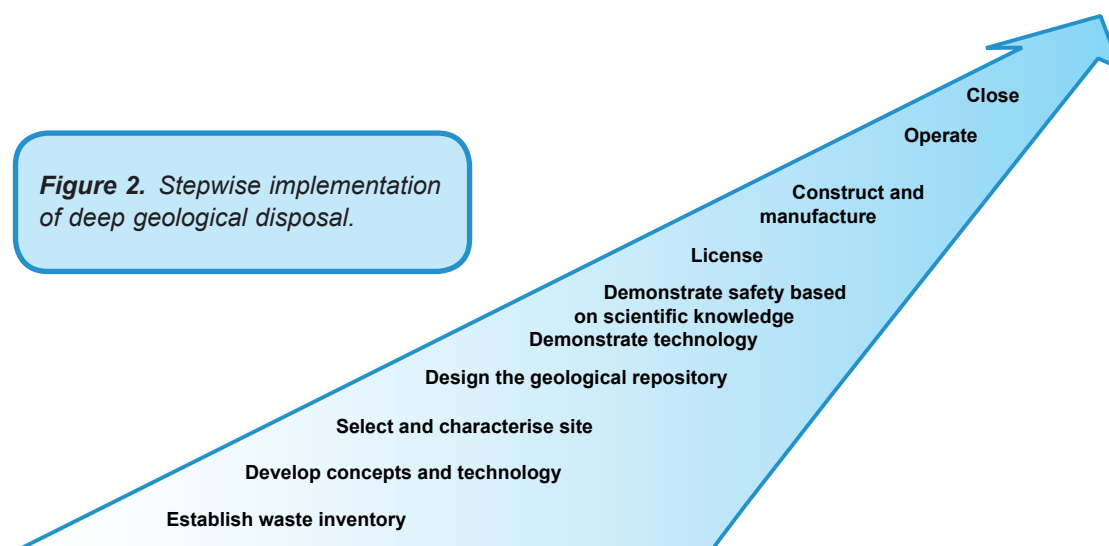 Close
Operate
Figure 2. Stepwise implementation
of deep geological disposal.
Construct and
manufacture
License
Demonstrate safety based
on scientific knowledge
Demonstrate technology
Design the geological repository
Select and characterise site
Develop concepts and technology
Establish waste inventory